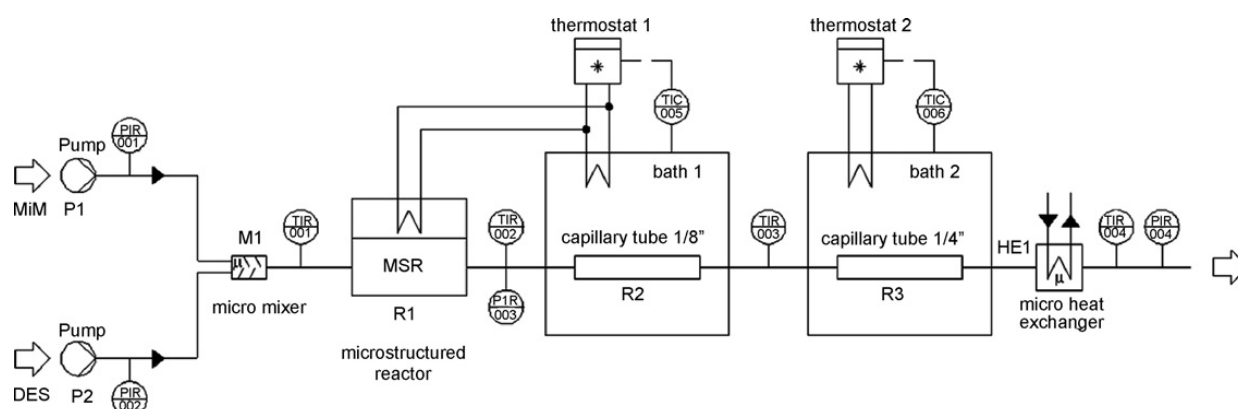 thermostat 1
thermostat 2
TIC
005
TIC
006
PIR
001
Pump
MiM
P1
bath 1
bath 2
M1
TIR
001
TIR
002
TIR
003
TIR
004
PIR
004
capillary tube 1/8”
capillary tube 1/4”
HE1
μ
MSR
μ
micro mixer
R1
P1R
003
R2
R3
micro heat
exchanger
Pump
microstructured
reactor
DES
P2
PIR
002